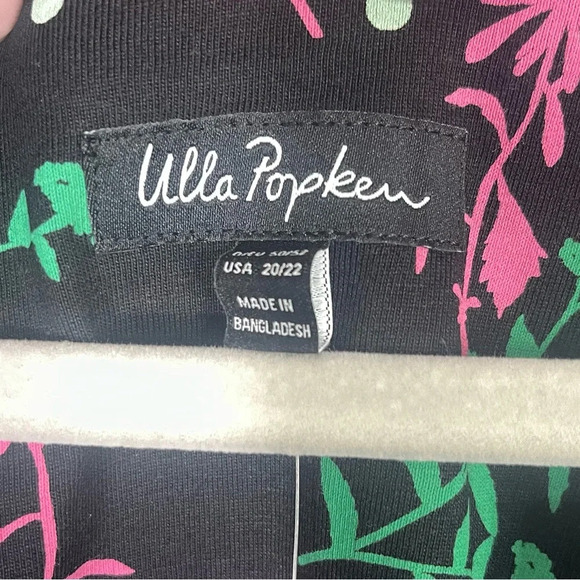 Ulla Popken
USA 20/22
MADE IN
BANGLADESH